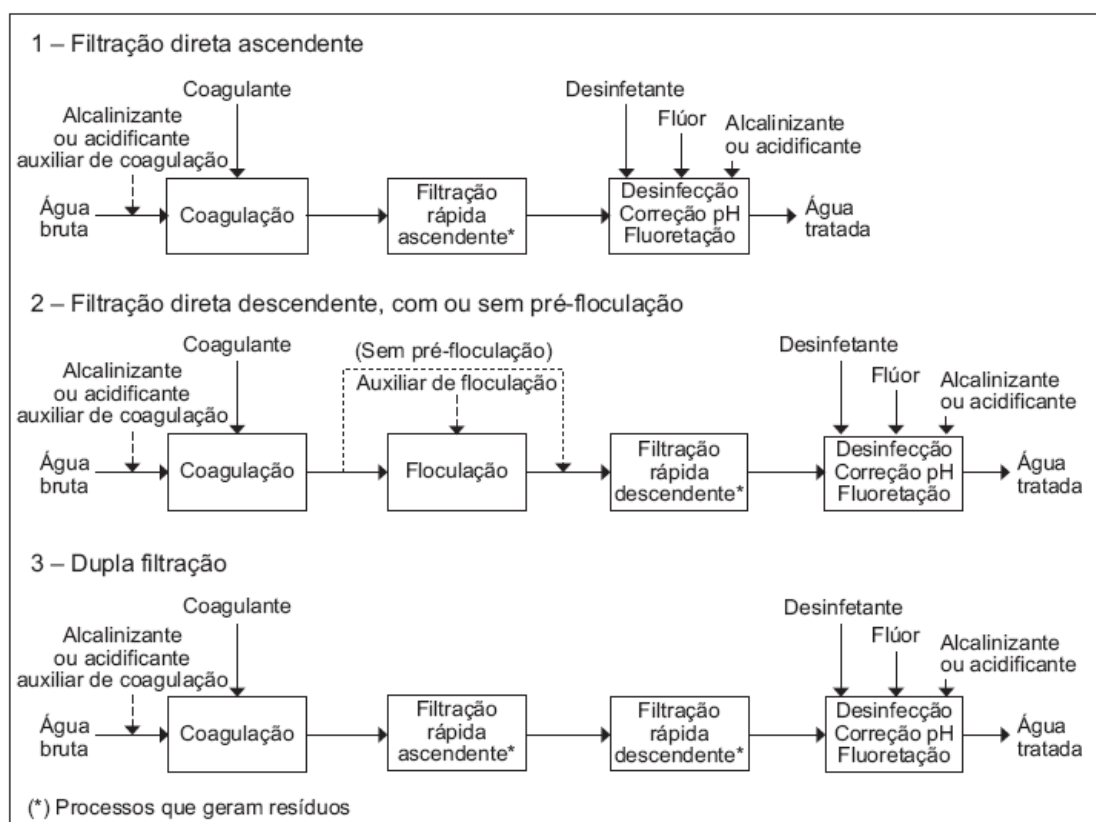 1 – Filtração direta ascendente
Coagulante
Alcalinizante
ou acidificante
auxiliar de coagulação
Água
bruta
Coagulação
Filtração
rápida
ascendente*
Desinfetante
Flúor
Alcalinizante
ou acidificante
Desinfecção
Correção pH
Fluoretação
Água
tratada
2 – Filtração direta descendente, com ou sem pré-floculação
Coagulante
Alcalinizante
ou acidificante
auxiliar de coagulação
Água
bruta
Coagulação
(Sem pré-floculação)
Auxiliar de floculação
Floculação
Filtração
rápida
descendente*
Desinfetante
Flúor
Alcalinizante
ou acidificante
Desinfecção
Correção pH
Fluoretação
Água
tratada
3 – Dupla filtração
Coagulante
Alcalinizante
ou acidificante
auxiliar de coagulação
Água
bruta
Coagulação
Filtração
rápida
ascendente*
Filtração
rápida
descendente*
Desinfetante
Flúor
Alcalinizante
ou acidificante
Desinfecção
Correção pH
Fluoretação
Água
tratada
(*) Processos que geram resíduos